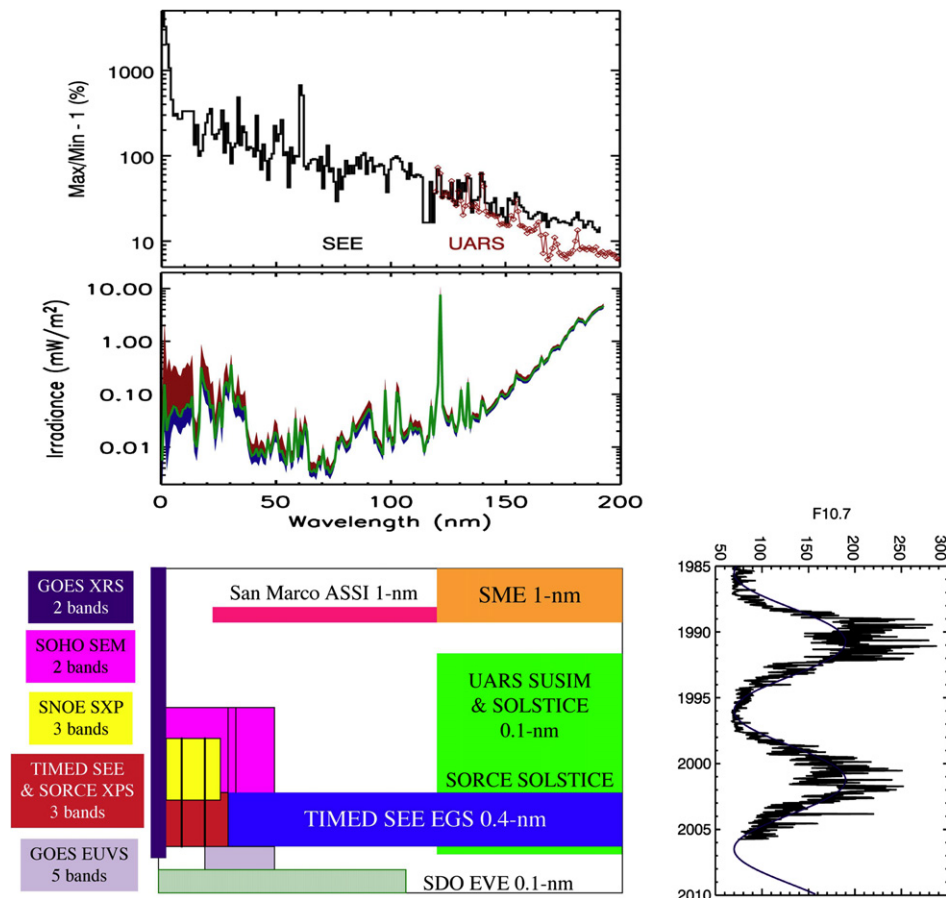 1000
100
10
Max/Min - 1 (%)
SEE
UARS
10.00
1.00
0.10
0.01
Irradiance (mW/m²)
0 50 100 150 200
Wavelength (nm)
GOES XRS
2 bands
SOHO SEM
2 bands
SNOE SXP
3 bands
TIMED SEE
& SORCE XPS
3 bands
GOES EUVS
5 bands
San Marco ASSI 1-nm
SME 1-nm
UARS SUSIM
& SOLSTICE
0.1-nm
SORCE SOLSTICE
TIMED SEE EGS 0.4-nm
SDO EVE 0.1-nm
F10.7
50 100 150 200 250 300
1985
1990
1995
2000
2005
2010